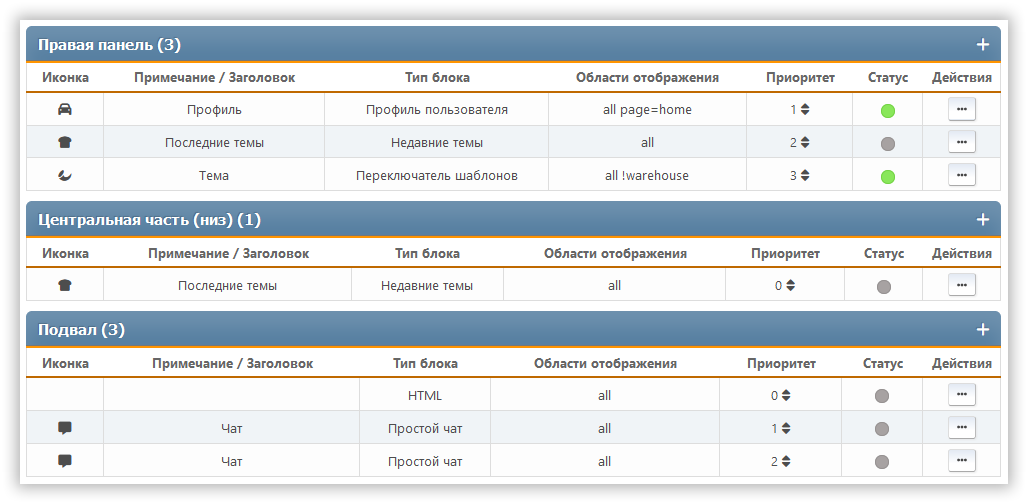 Правая панель (3) +
Иконка Примечание / Заголовок Тип блока Области отображения Приоритет Статус Действия
Профиль Профиль пользователя all page=home 1 ...
Последние темы Недавние темы all 2 ...
Тема Переключатель шаблонов all !warehouse 3 ...
Центральная часть (низ) (1) +
Иконка Примечание / Заголовок Тип блока Области отображения Приоритет Статус Действия
Последние темы Недавние темы all 0 ...
Подвал (3) +
Иконка Примечание / Заголовок Тип блока Области отображения Приоритет Статус Действия
HTML all 0 ...
Чат Простой чат all 1 ...
Чат Простой чат all 2 ...